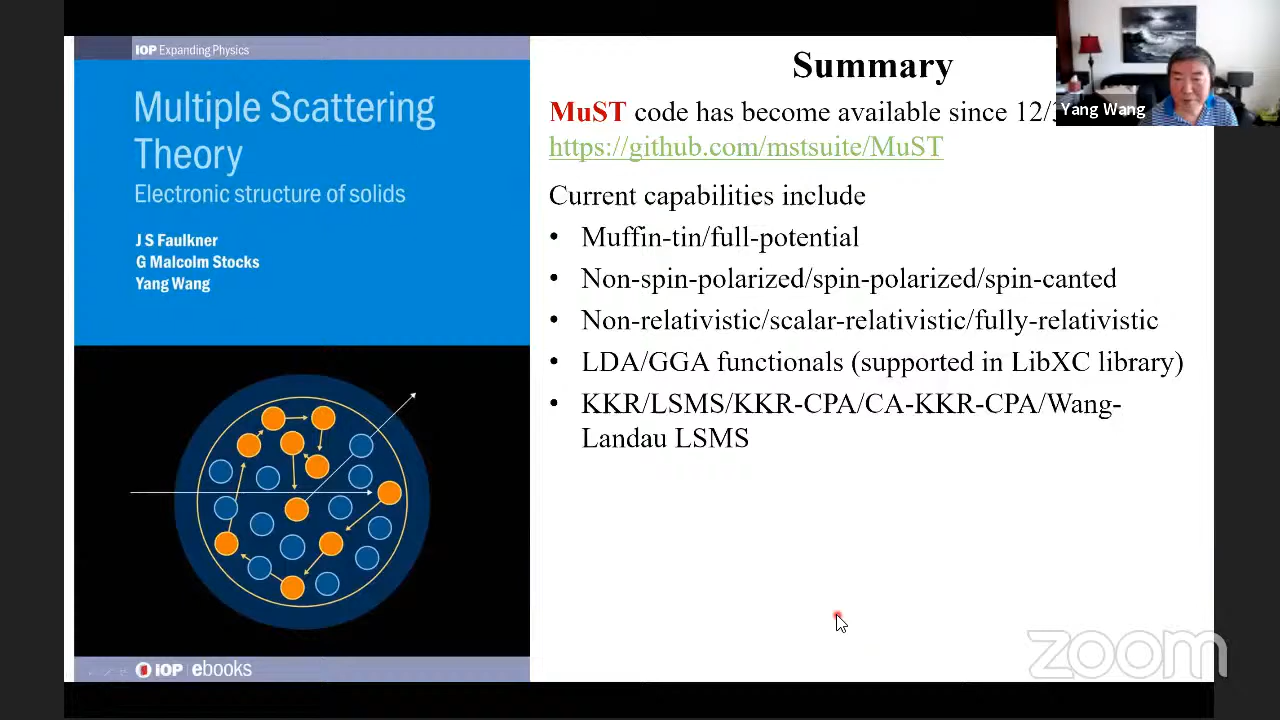 IOP Expanding Physics
Multiple Scattering
Theory
Electronic structure of solids
J S Faulkner
G Malcolm Stocks
Yang Wang
IOP ebooks
Summary
MuST code has become available since 12/3
https://github.com/mstsuite/MuST
Current capabilities include
• Muffin-tin/full-potential
• Non-spin-polarized/spin-polarized/spin-canted
• Non-relativistic/scalar-relativistic/fully-relativistic
• LDA/GGA functionals (supported in LibXC library)
• KKR/LSMS/KKR-CPA/CA-KKR-CPA/Wang-
Landau LSMS
Yang Wang
zoom